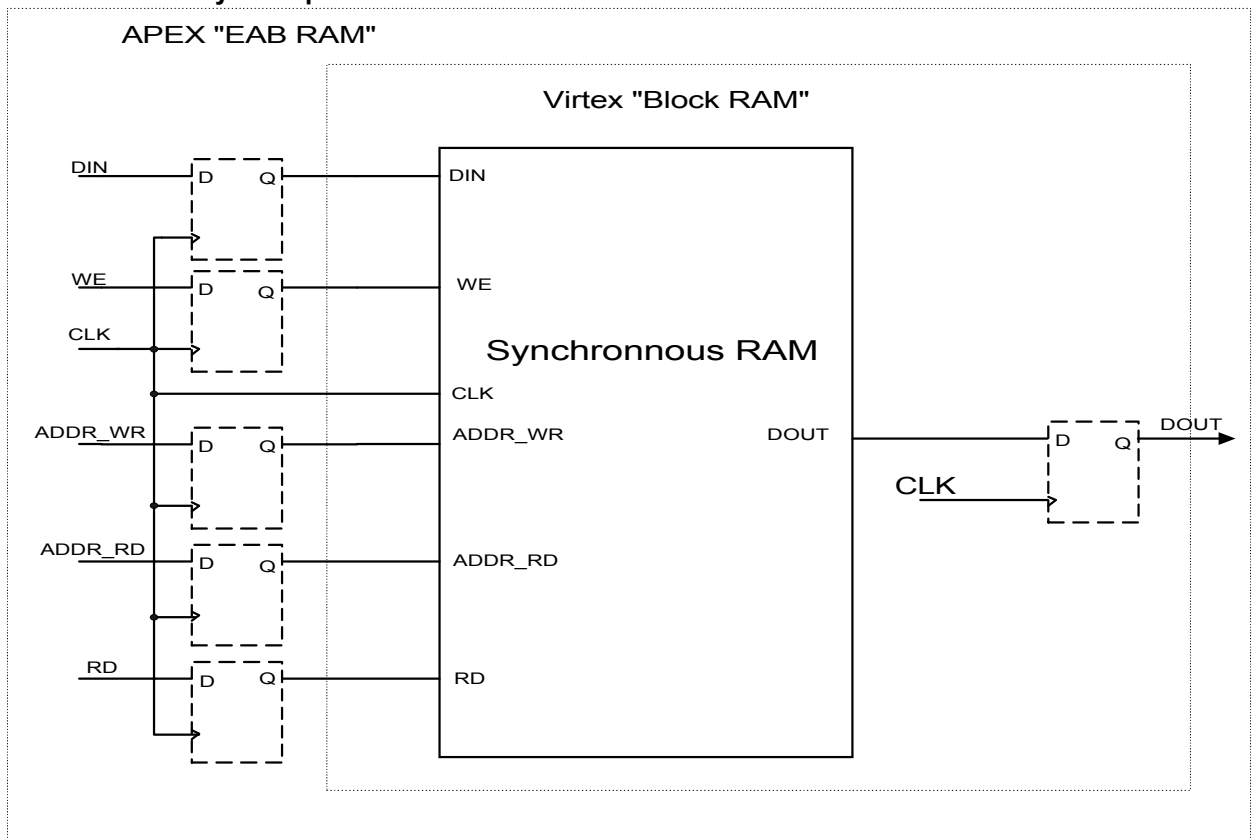 APEX "EAB RAM"
Virtex "Block RAM"
DIN
D Q
DIN
WE
D Q
WE
CLK
Synchronnous RAM
CLK
ADDR_WR
D Q
ADDR_WR
DOUT
D Q
DOUT
CLK
ADDR_RD
D Q
ADDR_RD
RD
D Q
RD